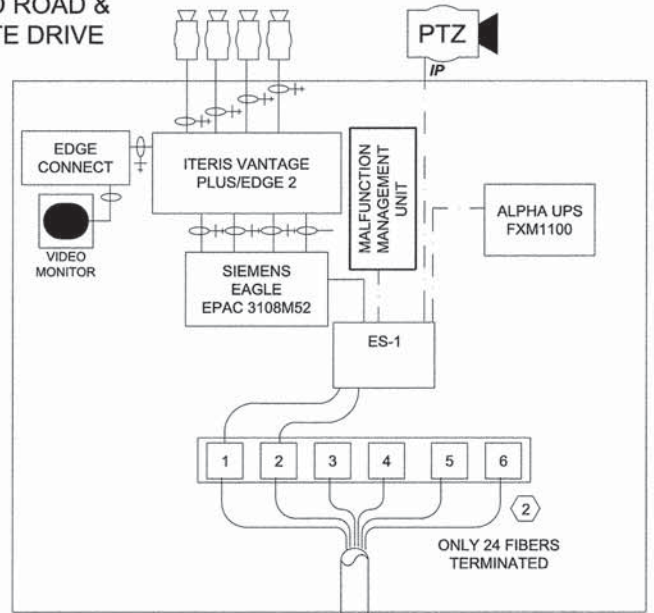 ROAD &
DRIVE
PTZ
IP
EDGE
CONNECT
VIDEO
MONITOR
ITERIS VANTAGE
PLUS/EDGE 2
MALFUNCTION
MANAGEMENT
UNIT
ALPHA UPS
FXM1100
SIEMENS
EAGLE
EPAC 3108M52
ES-1
1
2
3
4
5
6
2
ONLY 24 FIBERS
TERMINATED